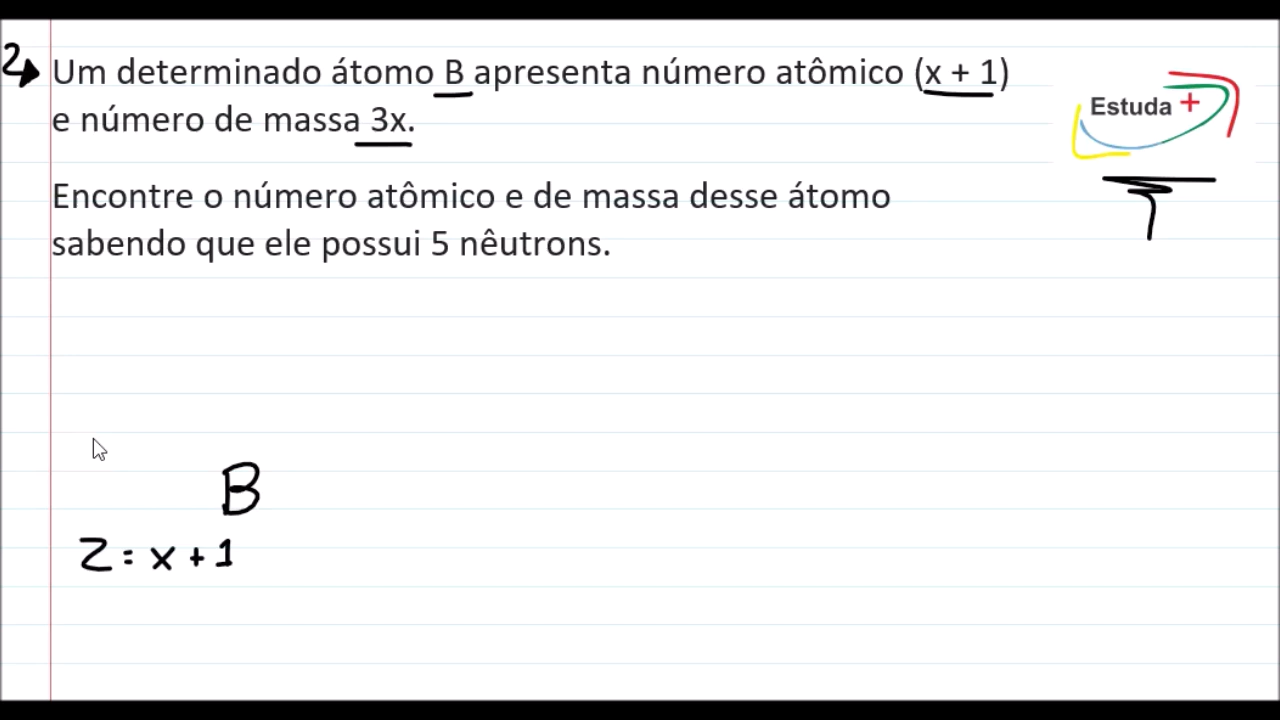 2
Um determinado átomo B apresenta número atômico (x + 1)
e número de massa 3x.
Estuda +
Encontre o número atômico e de massa desse átomo
sabendo que ele possui 5 nêutrons.
B
Z = x + 1